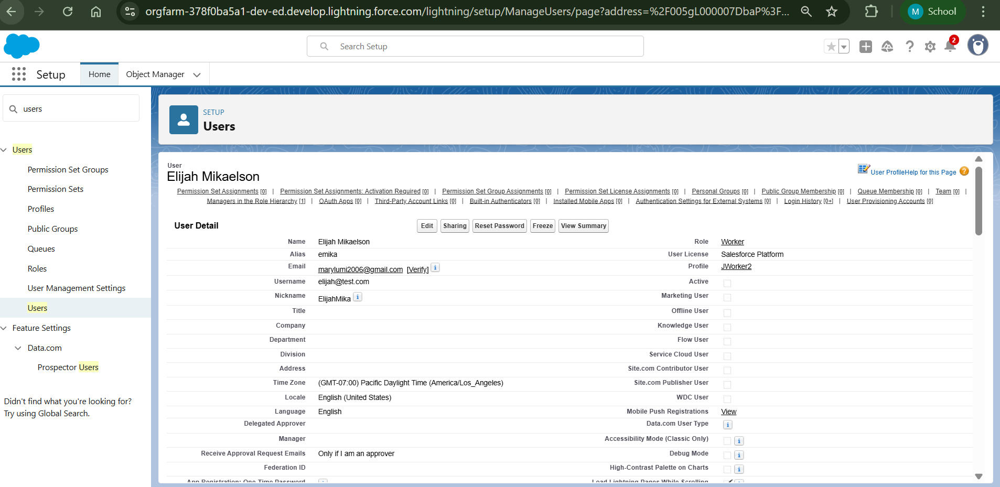 orgfarm-378f0ba5a1-dev-ed.develop.lightning.force.com/lightning/setup/ManageUsers/page?address=%2F005gL000007DbaP%3F...
M School
Search Setup
2
Setup Home Object Manager
users
Users
Permission Set Groups
Permission Sets
Profiles
Public Groups
Queues
Roles
User Management Settings
Users
Feature Settings
Data.com
Prospector Users
Didn't find what you're looking for?
Try using Global Search.
SETUP
Users
User
Elijah Mikaelson
User Profile Help for this Page ?
Permission Set Assignments [0] | Permission Set Assignments: Activation Required [0] | Permission Set Group Assignments [0] | Permission Set License Assignments [0] | Personal Groups [0] | Public Group Membership [0] | Queue Membership [0] | Team [0] |
Managers in the Role Hierarchy [1] | OAuth Apps [0] | Third-Party Account Links [0] | Built-in Authenticators [0] | Installed Mobile Apps [0] | Authentication Settings for External Systems [0] | Login History [0+] | User Provisioning Accounts [0]
User Detail Edit Sharing Reset Password Freeze View Summary
Name Elijah Mikaelson Role Worker
Alias emika User License Salesforce Platform
Email marylumi2006@gmail.com [Verify] i Profile JWorker2
Username elijah@test.com Active
Nickname ElijahMika i Marketing User
Title Offline User
Company Knowledge User
Department Flow User
Division Service Cloud User
Address Site.com Contributor User
Time Zone (GMT-07:00) Pacific Daylight Time (America/Los_Angeles) Site.com Publisher User
Locale English (United States) WDC User
Language English Mobile Push Registrations View
Delegated Approver Data.com User Type i
Manager Accessibility Mode (Classic Only) i
Receive Approval Request Emails Only if I am an approver Debug Mode i
Federation ID High-Contrast Palette on Charts i
App Registration: One-Time Password Load Lightning Pages While Scrolling